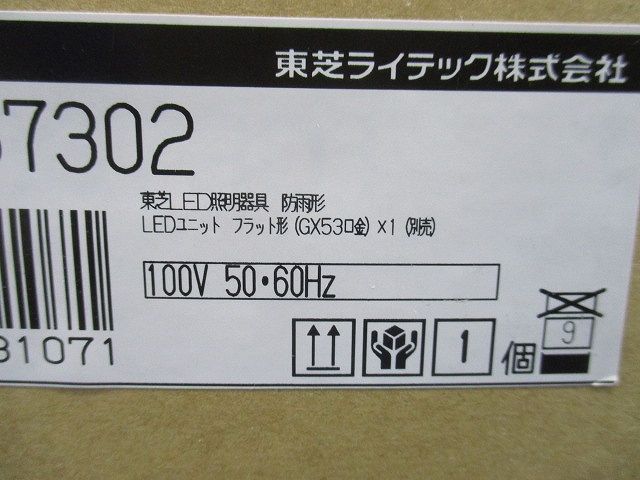 東芝ライテック株式会社
7302
東芝LED照明器具 防雨形
LEDユニット フラット形 (GX53口金) ×1 (別売)
100V 50・60Hz
31071
1 個
9